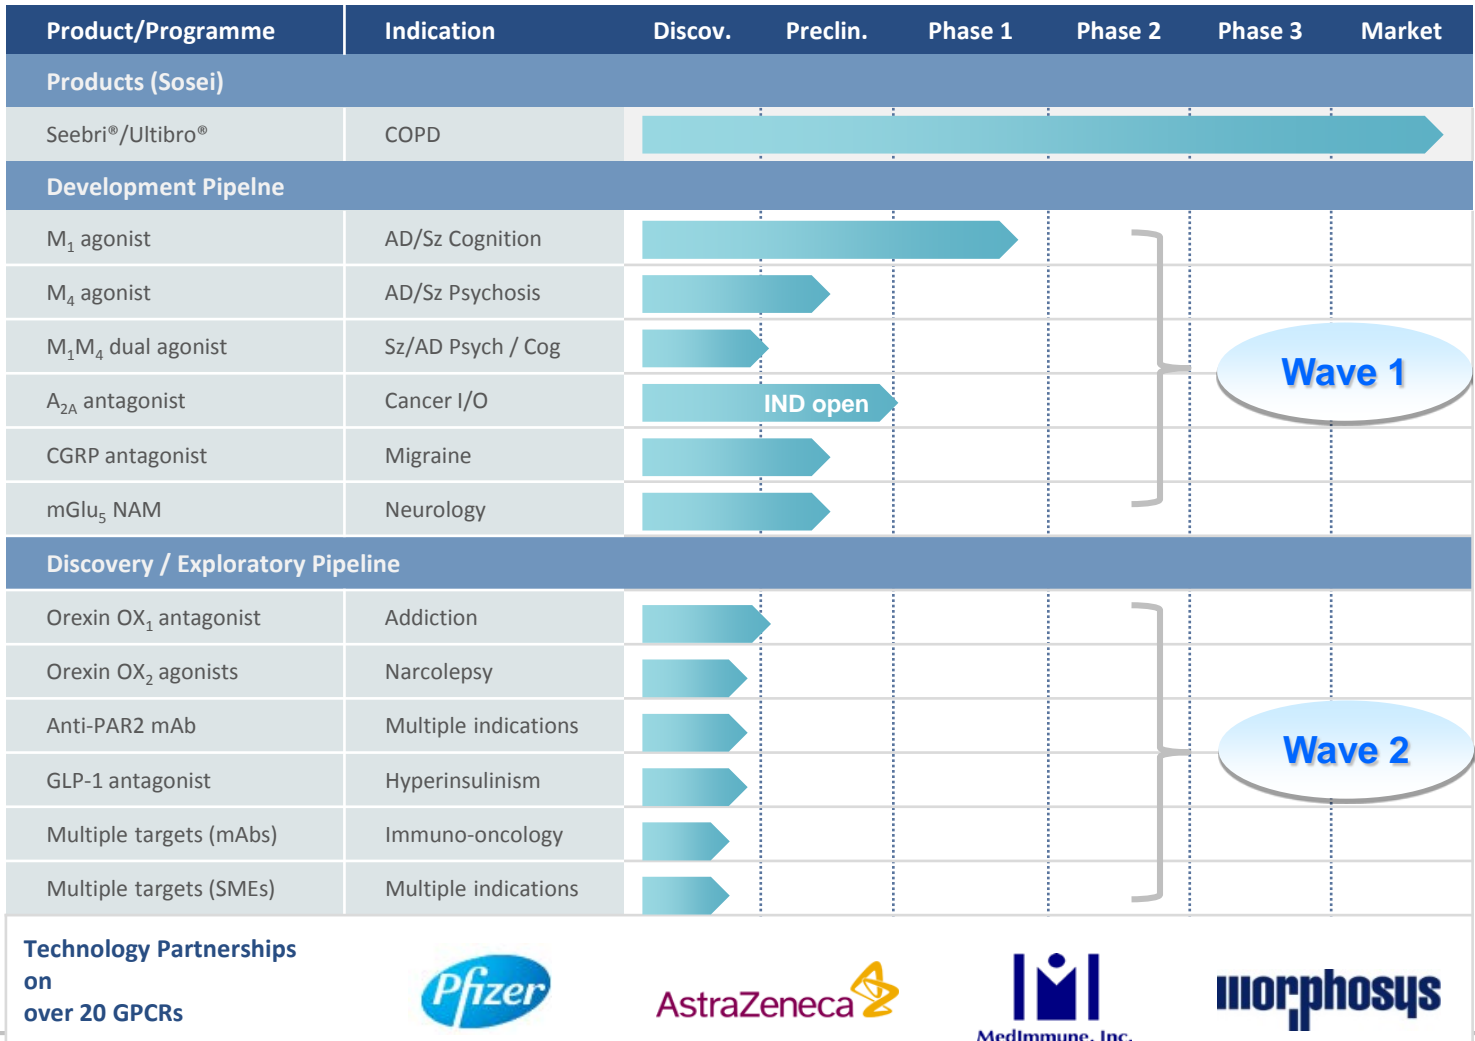 Product/Programme Indication Discov. Preclin. Phase 1 Phase 2 Phase 3 Market
Products (Sosei)
Seebri®/Ultibro® COPD
Development Pipelne
M₁ agonist AD/Sz Cognition
M₄ agonist AD/Sz Psychosis
M₁M₄ dual agonist Sz/AD Psych / Cog
A₂A antagonist Cancer I/O IND open
CGRP antagonist Migraine
mGlu₅ NAM Neurology
Wave 1
Discovery / Exploratory Pipeline
Orexin OX₁ antagonist Addiction
Orexin OX₂ agonists Narcolepsy
Anti-PAR2 mAb Multiple indications
GLP-1 antagonist Hyperinsulinism
Multiple targets (mAbs) Immuno-oncology
Multiple targets (SMEs) Multiple indications
Wave 2
Technology Partnerships
on
over 20 GPCRs
Pfizer
AstraZeneca
MedImmune, Inc.
morphosys